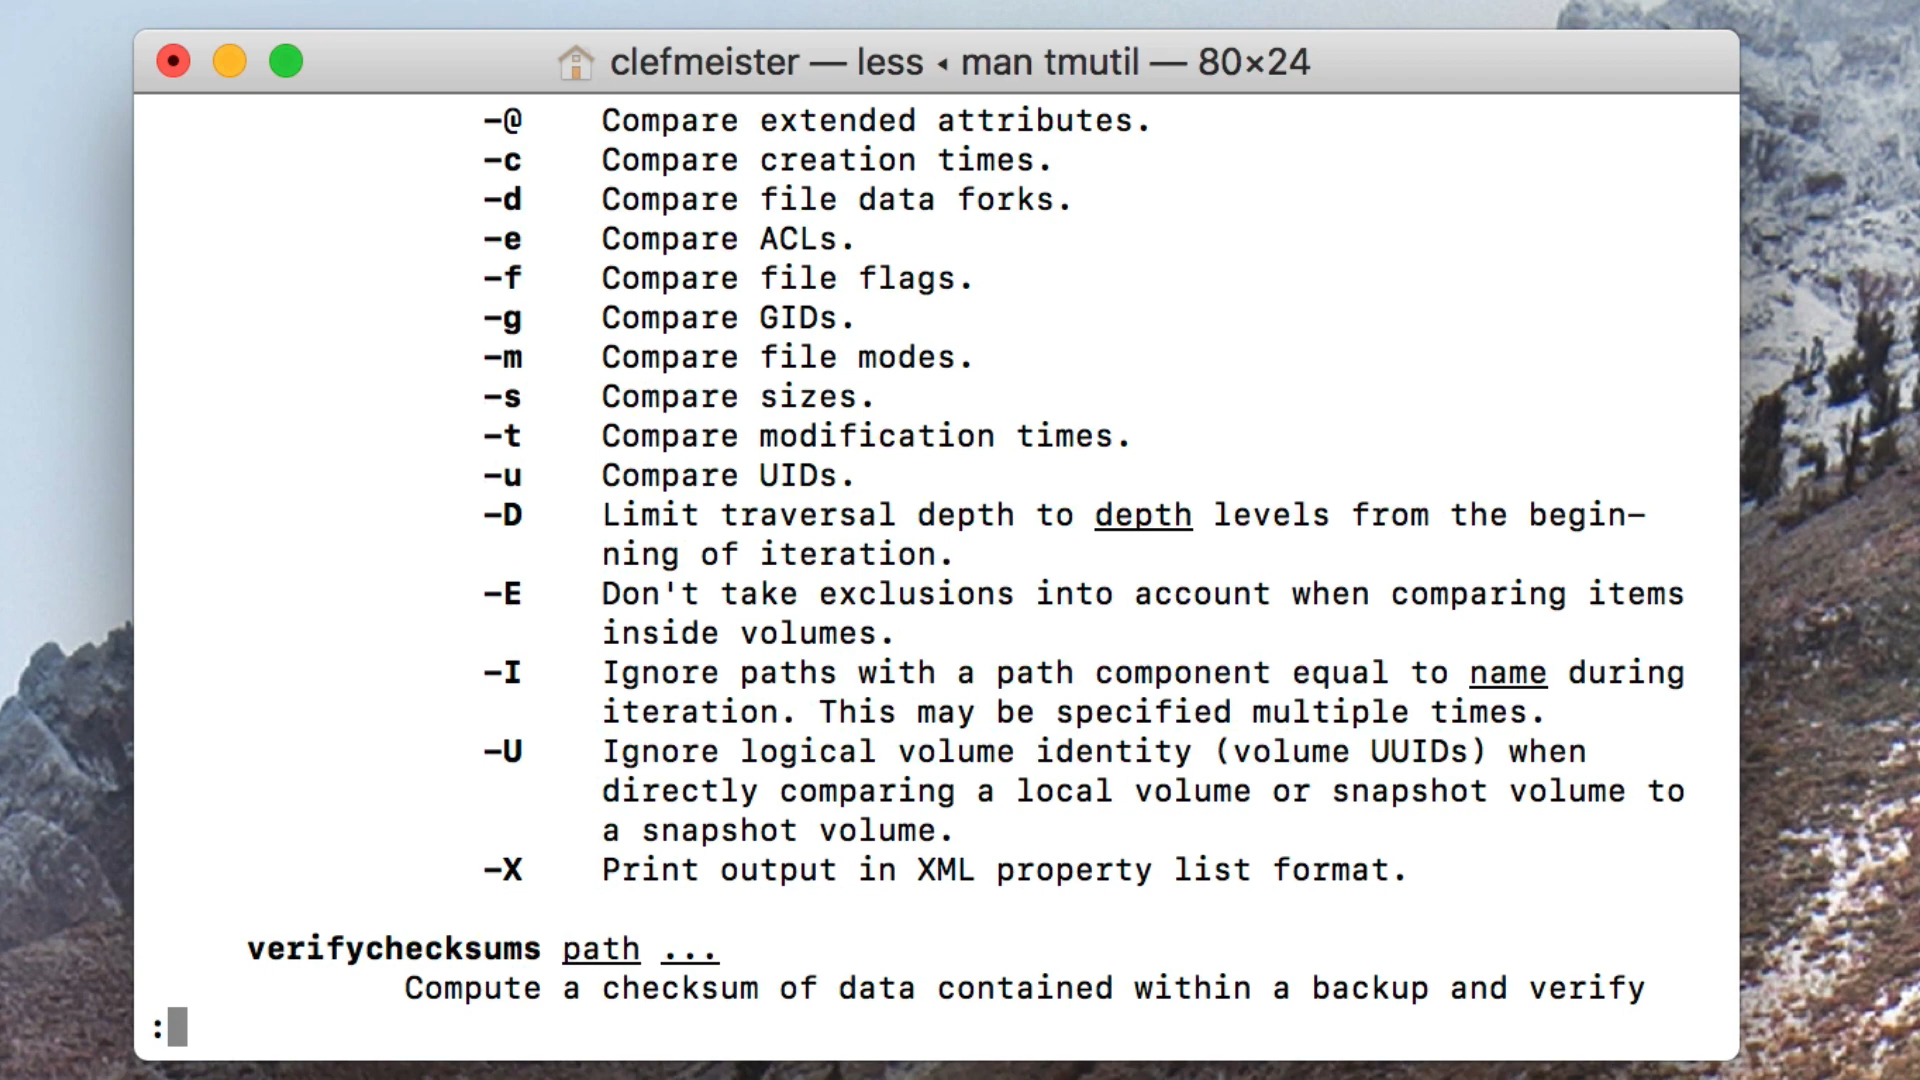 clefmeister — less ◂ man tmutil — 80×24
-@ Compare extended attributes.
-c Compare creation times.
-d Compare file data forks.
-e Compare ACLs.
-f Compare file flags.
-g Compare GIDs.
-m Compare file modes.
-s Compare sizes.
-t Compare modification times.
-u Compare UIDs.
-D Limit traversal depth to depth levels from the begin-
ning of iteration.
-E Don't take exclusions into account when comparing items
inside volumes.
-I Ignore paths with a path component equal to name during
iteration. This may be specified multiple times.
-U Ignore logical volume identity (volume UUIDs) when
directly comparing a local volume or snapshot volume to
a snapshot volume.
-X Print output in XML property list format.
verifychecksums path ...
Compute a checksum of data contained within a backup and verify
: